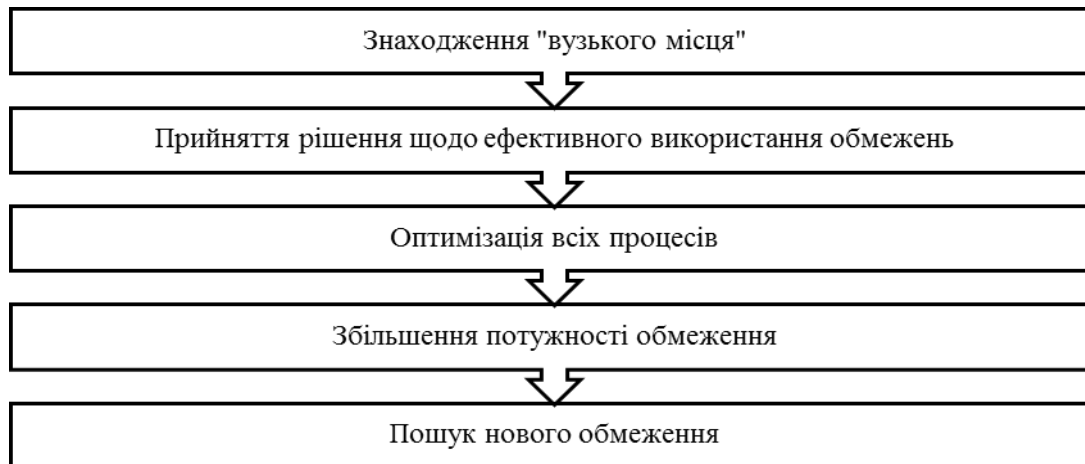 Знаходження "вузького місця"
Прийняття рішення щодо ефективного використання обмежень
Оптимізація всіх процесів
Збільшення потужності обмеження
Пошук нового обмеження